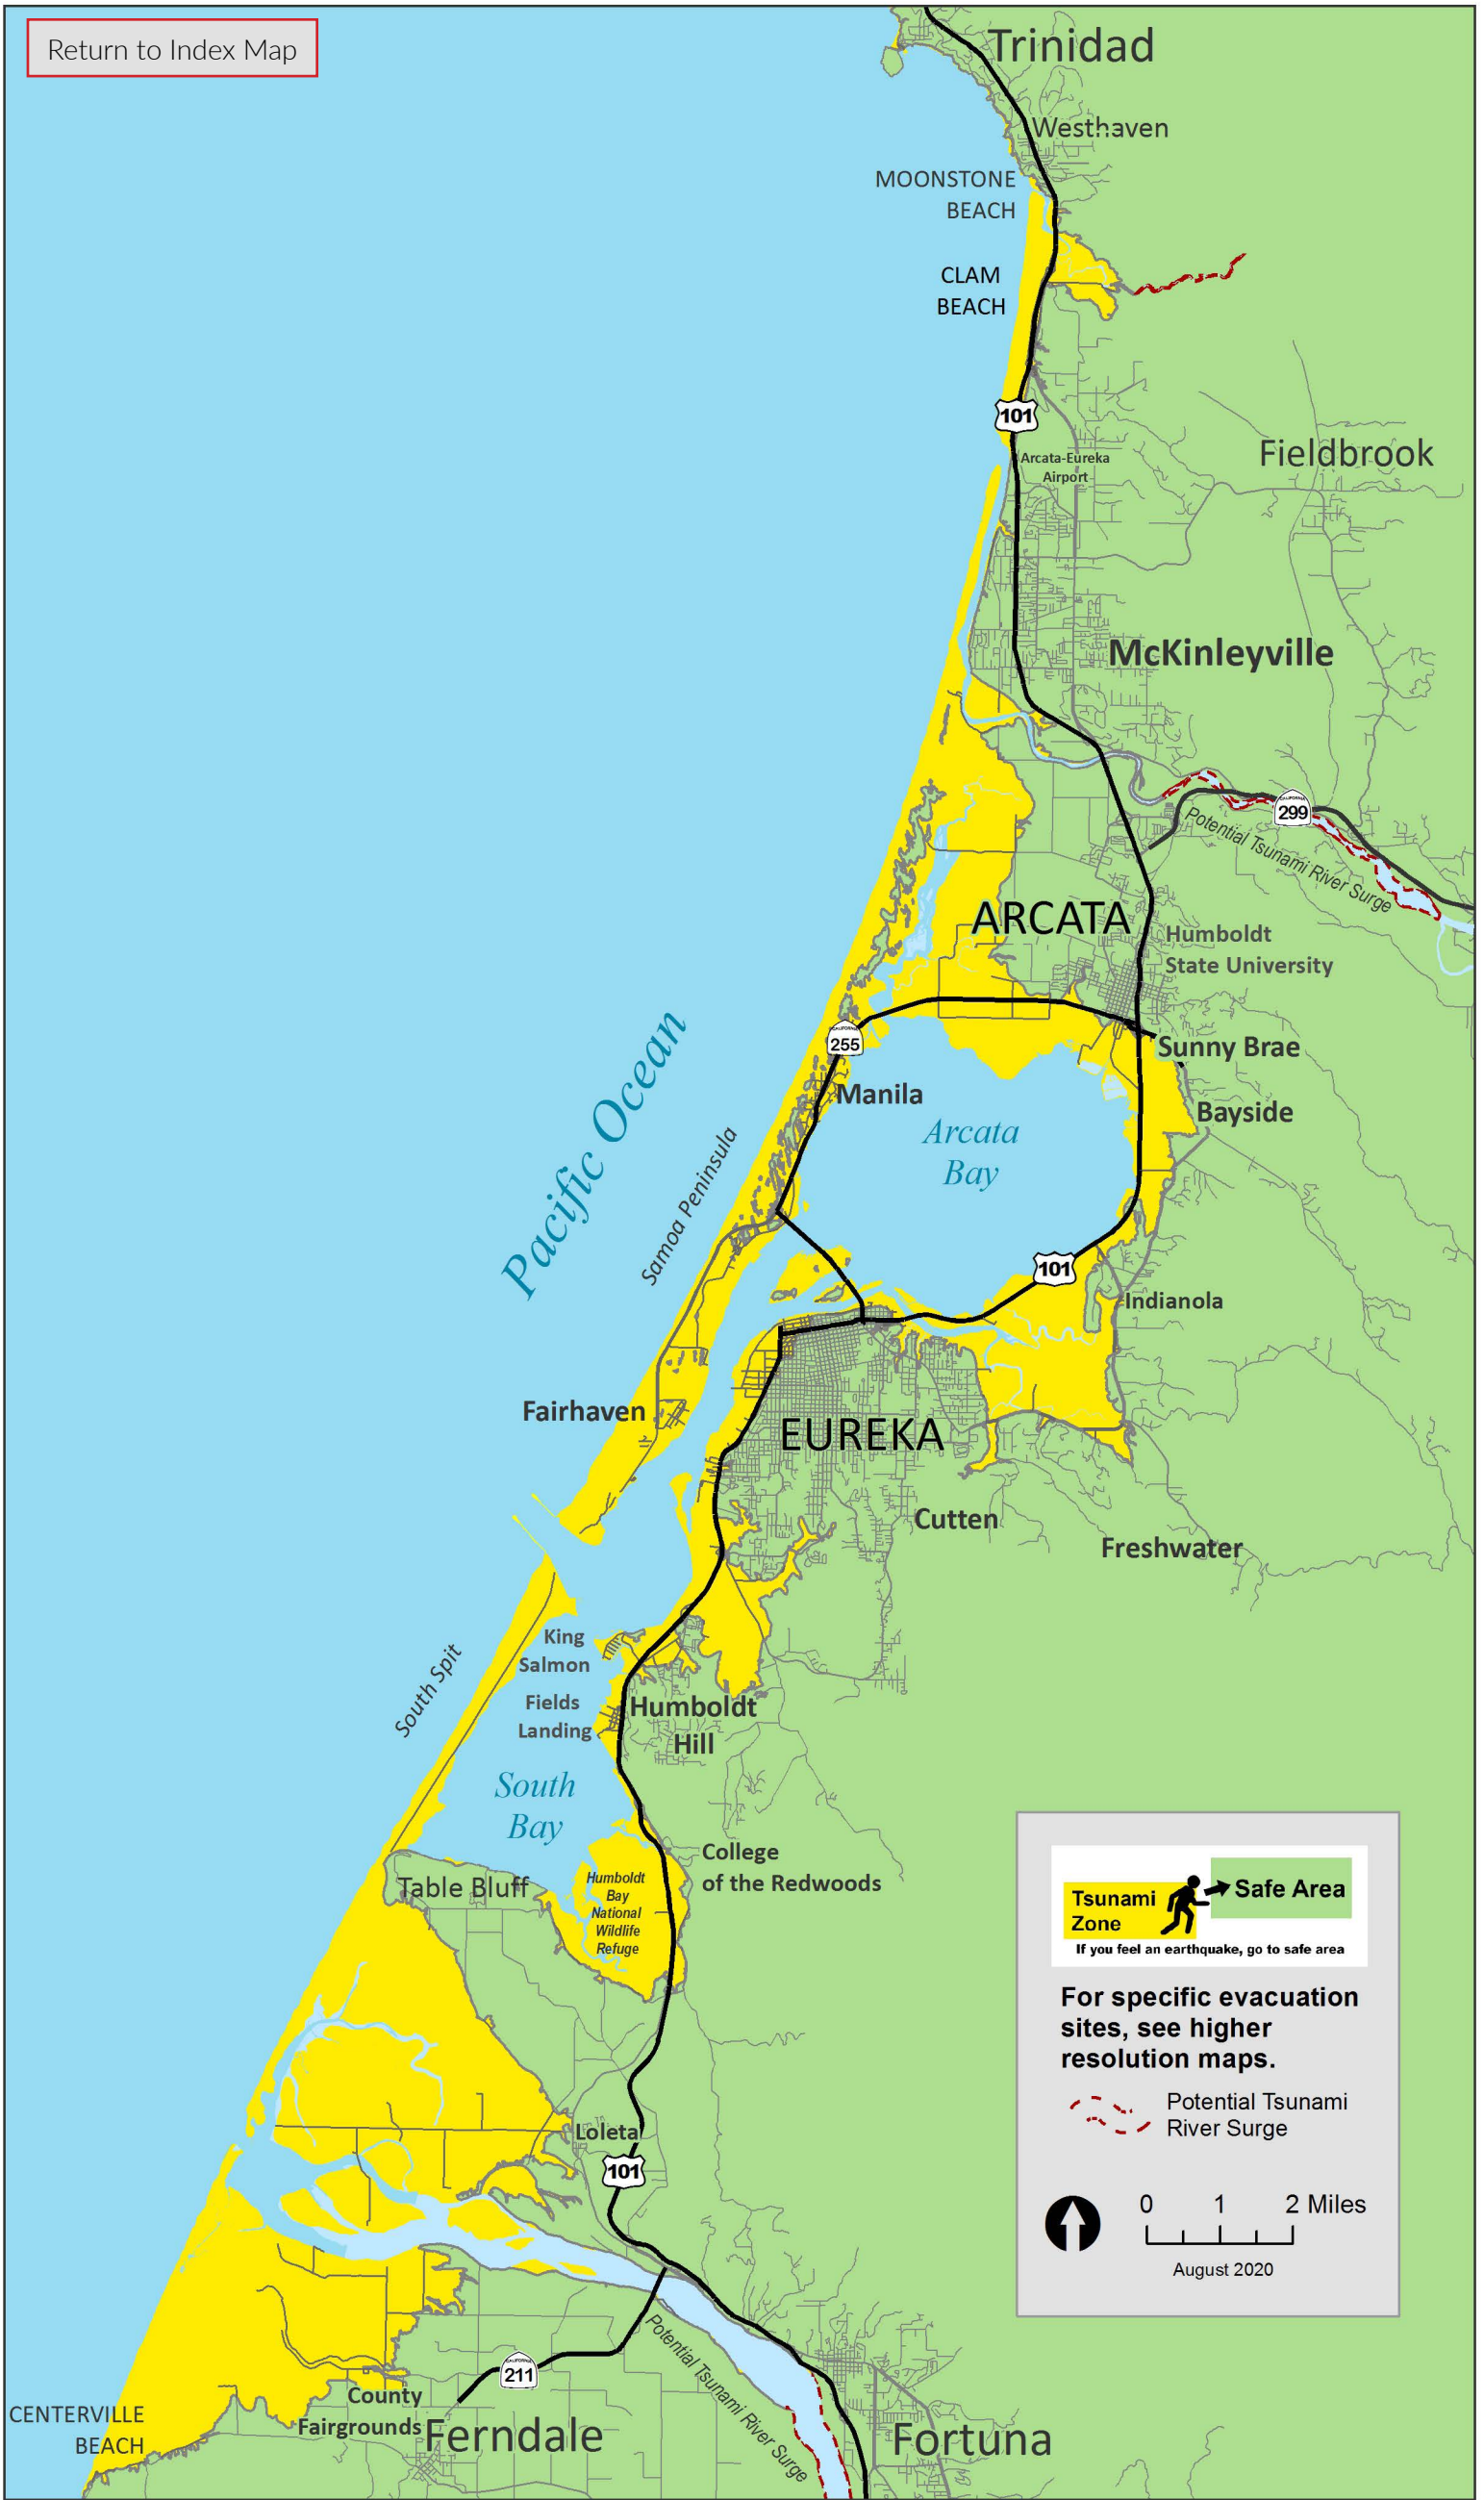 Return to Index Map
Trinidad
Westhaven
MOONSTONE
BEACH
CLAM
BEACH
101
Arcata-Eureka
Airport
Fieldbrook
McKinleyville
CALIFORNIA
299
Potential Tsunami River Surge
ARCATA
Humboldt
State University
CALIFORNIA
255
Sunny Brae
Manila
Bayside
Arcata
Bay
Pacific Ocean
Samoa Peninsula
101
Indianola
Fairhaven
EUREKA
Cutten
Freshwater
King
Salmon
South Spit
Fields
Landing
Humboldt
Hill
South
Bay
College
of the Redwoods
Table Bluff
Humboldt
Bay
National
Wildlife
Refuge
Loleta
101
CALIFORNIA
211
Potential Tsunami River Surge
County
Fairgrounds
Ferndale
Fortuna
CENTERVILLE
BEACH
Tsunami
Zone
Safe Area
If you feel an earthquake, go to safe area
For specific evacuation
sites, see higher
resolution maps.
Potential Tsunami
River Surge
0 1 2 Miles
August 2020